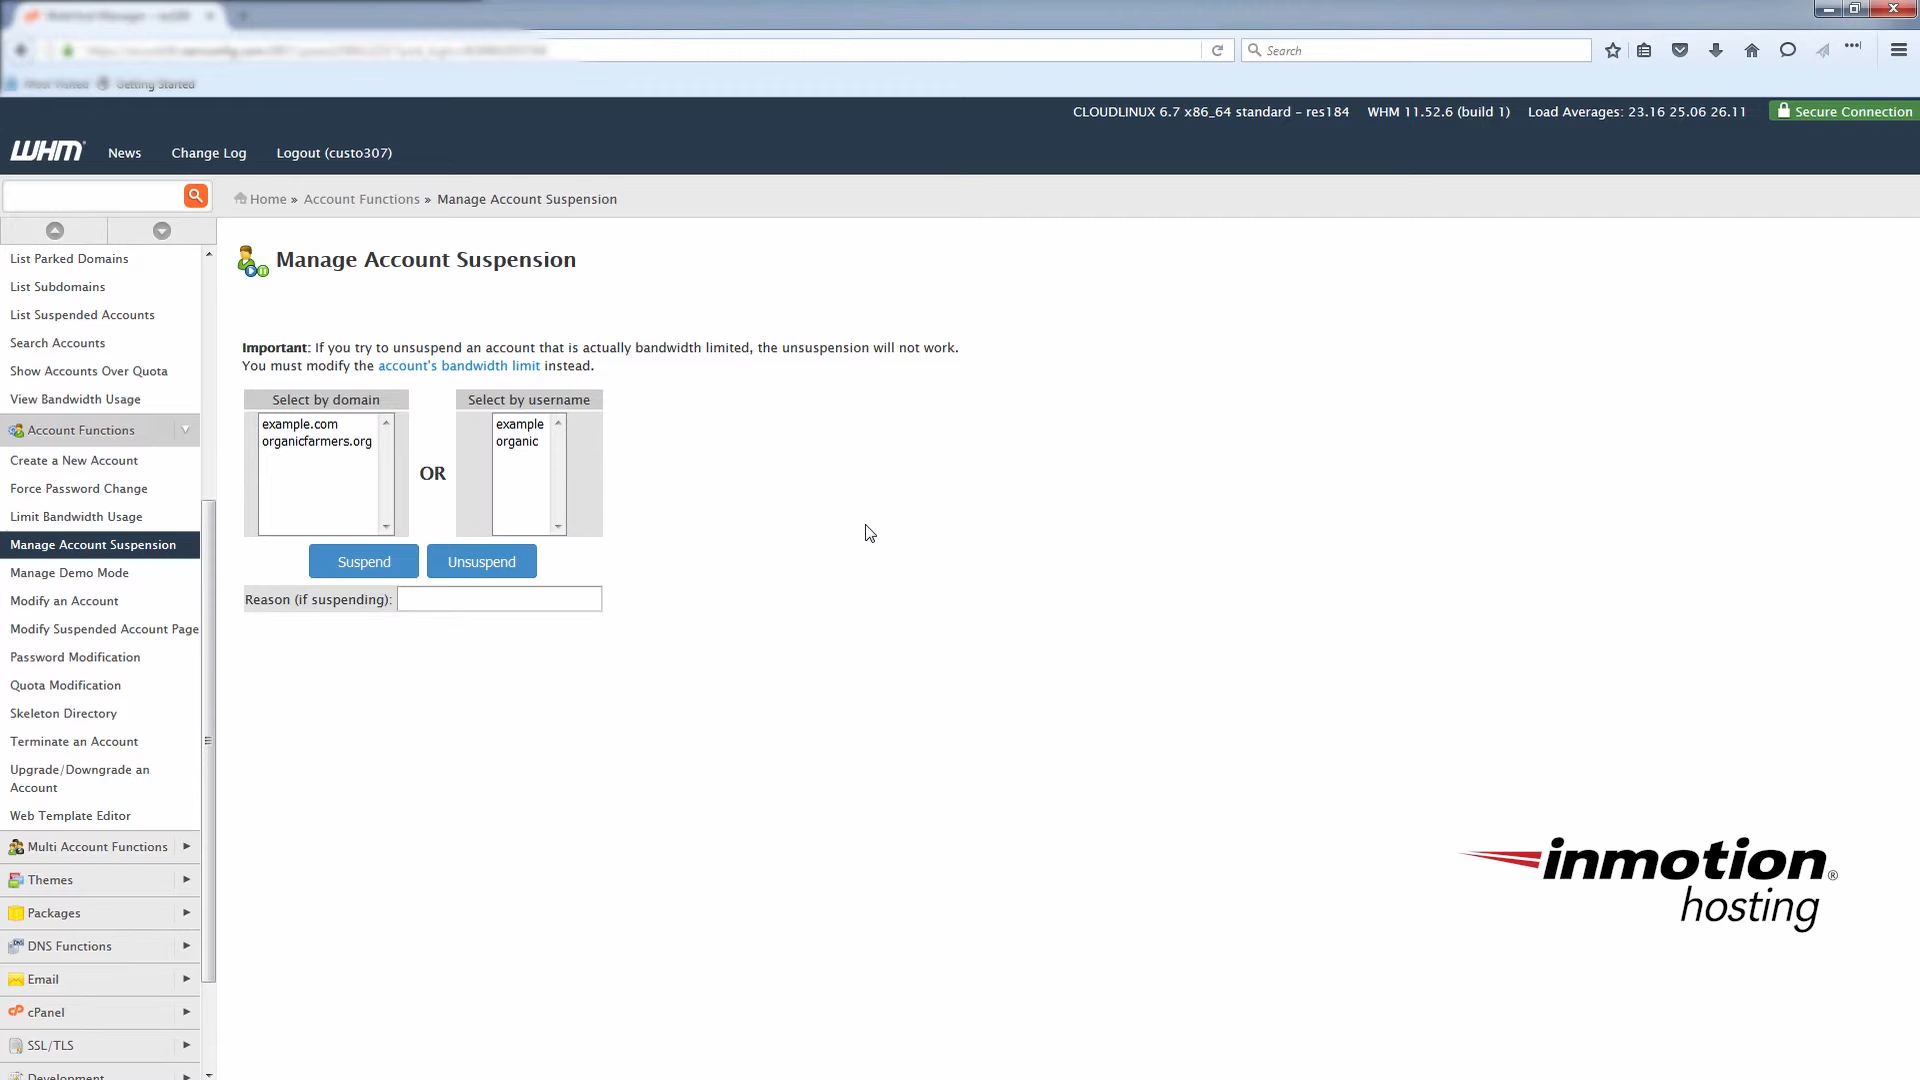 Getting Started
Search
CLOUDLINUX 6.7 x86_64 standard – res184 WHM 11.52.6 (build 1) Load Averages: 23.16 25.06 26.11 Secure Connection
WHM News Change Log Logout (custo307)
Home » Account Functions » Manage Account Suspension
List Parked Domains
List Subdomains
List Suspended Accounts
Search Accounts
Show Accounts Over Quota
View Bandwidth Usage
Account Functions
Create a New Account
Force Password Change
Limit Bandwidth Usage
Manage Account Suspension
Manage Demo Mode
Modify an Account
Modify Suspended Account Page
Password Modification
Quota Modification
Skeleton Directory
Terminate an Account
Upgrade/Downgrade an
Account
Web Template Editor
Multi Account Functions
Themes
Packages
DNS Functions
Email
cPanel
SSL/TLS
Development
Manage Account Suspension
Important: If you try to unsuspend an account that is actually bandwidth limited, the unsuspension will not work.
You must modify the account's bandwidth limit instead.
Select by domain
example.com
organicfarmers.org
OR
Select by username
example
organic
Suspend Unsuspend
Reason (if suspending):
inmotion®
hosting